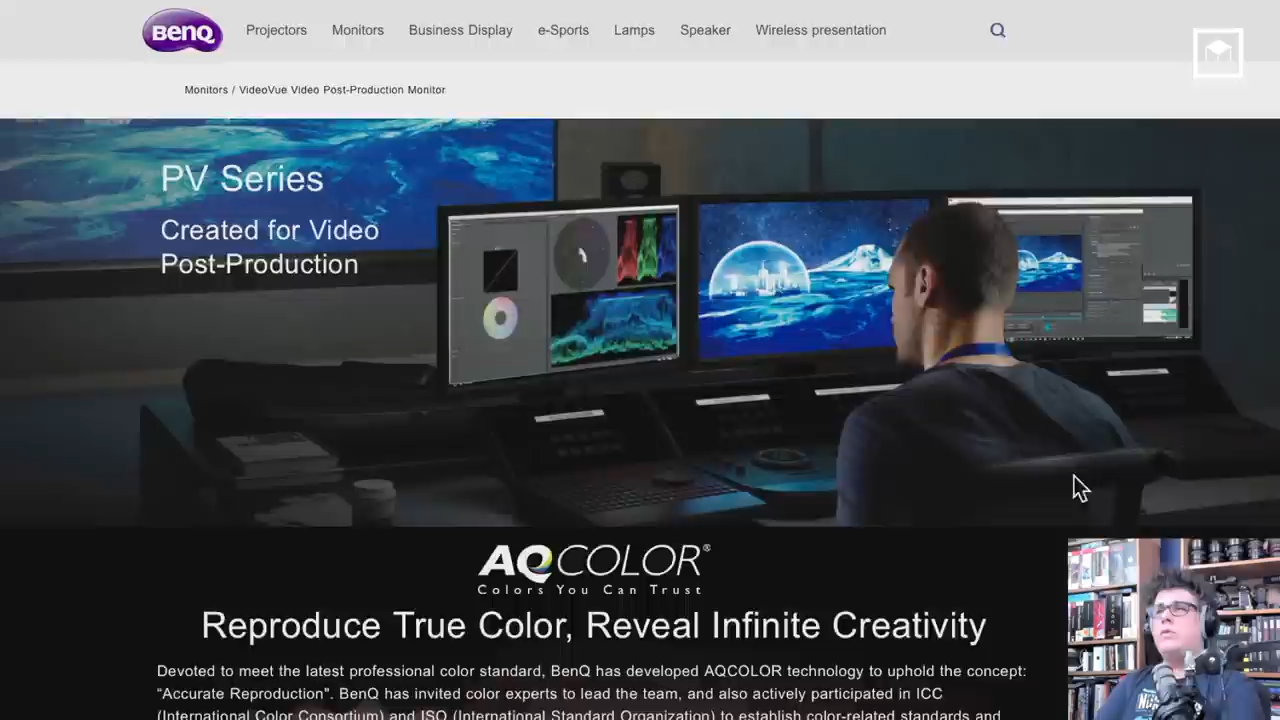 BenQ
Projectors Monitors Business Display e-Sports Lamps Speaker Wireless presentation
Monitors / VideoVue Video Post-Production Monitor
PV Series
Created for Video
Post-Production
AQCOLOR®
Colors You Can Trust
Reproduce True Color, Reveal Infinite Creativity
Devoted to meet the latest professional color standard, BenQ has developed AQCOLOR technology to uphold the concept:
“Accurate Reproduction”. BenQ has invited color experts to lead the team, and also actively participated in ICC
(International Color Consortium) and ISO (International Standard Organization) to establish color-related standards and